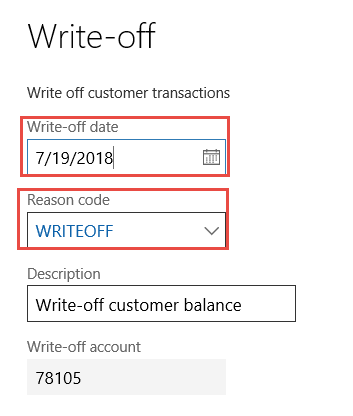 Write-off
Write off customer transactions
Write-off date
7/19/2018
Reason code
WRITEOFF
Description
Write-off customer balance
Write-off account
78105